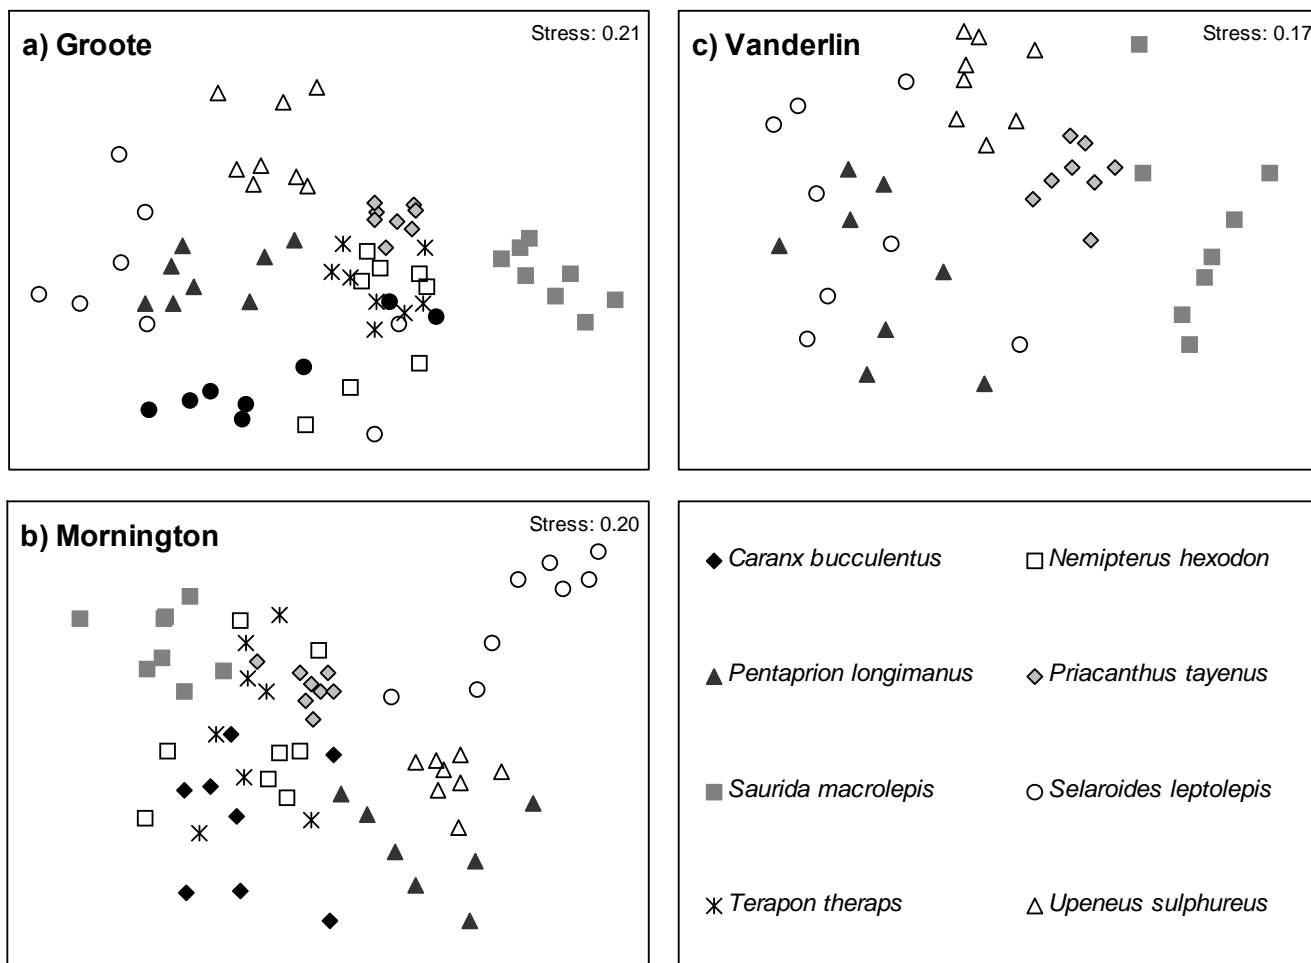 a) Groote
Stress: 0.21
c) Vanderlin
Stress: 0.17
b) Mornington
Stress: 0.20
Caranx bucculentus
Nemipterus hexodon
Pentaprion longimanus
Priacanthus tayenus
Saurida macrolepis
Selaroides leptolepis
Terapon theraps
Upeneus sulphureus